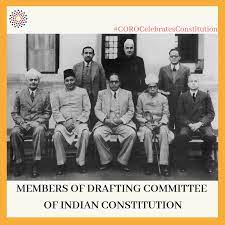 #COROCelebratesConstitution
MEMBERS OF DRAFTING COMMITTEE
OF INDIAN CONSTITUTION